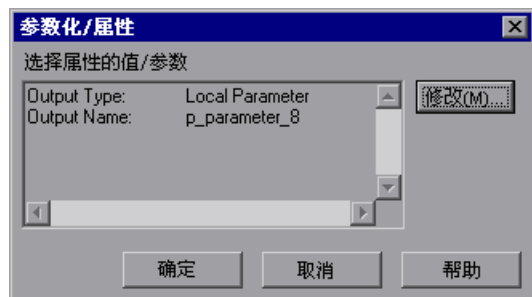 参数化/属性
选择属性的值/参数
Output Type: Local Parameter
Output Name: p_parameter_8
修改(M)...
确定 取消 帮助